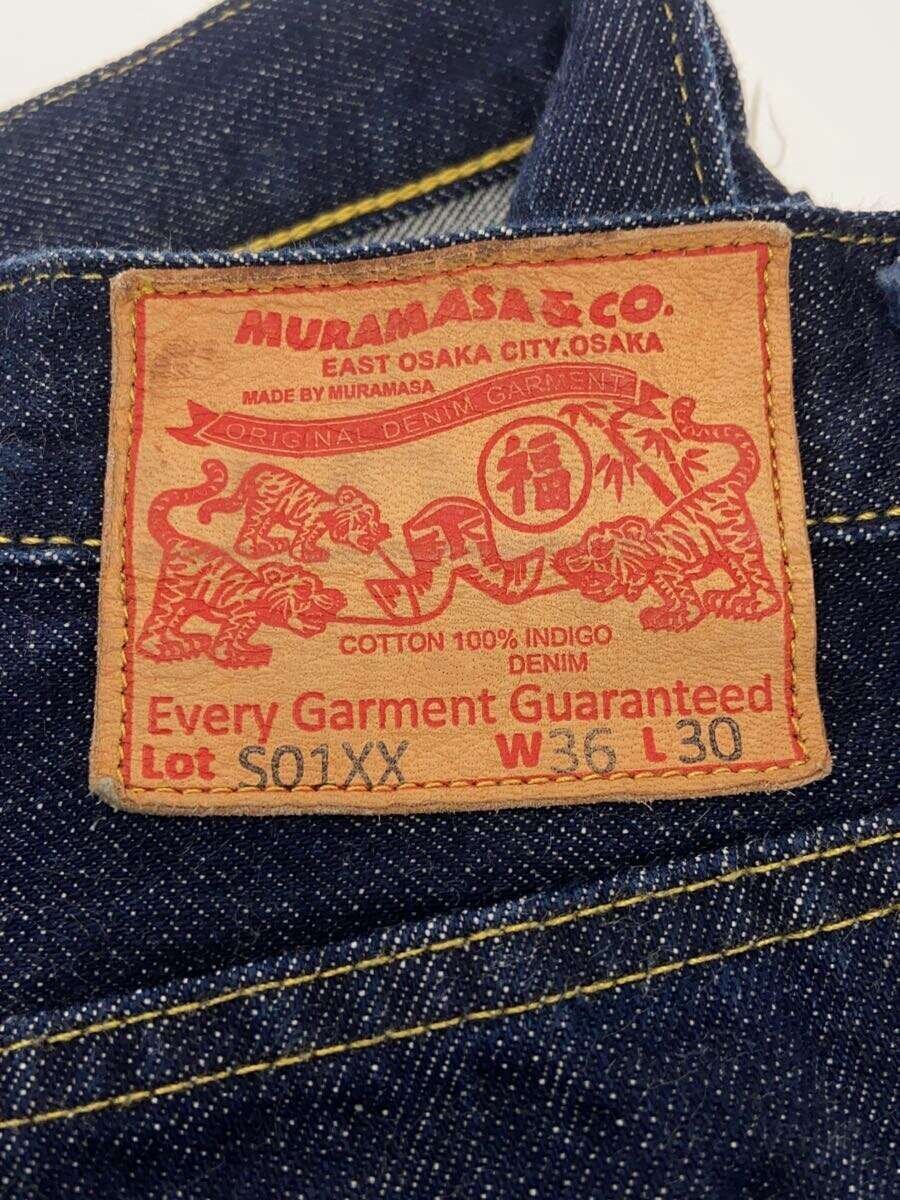 MURAMASA & CO.
EAST OSAKA CITY.OSAKA
MADE BY MURAMASA
ORIGINAL DENIM GARMENT
福
COTTON 100% INDIGO
DENIM
Every Garment Guaranteed
Lot S01XX W36 L30